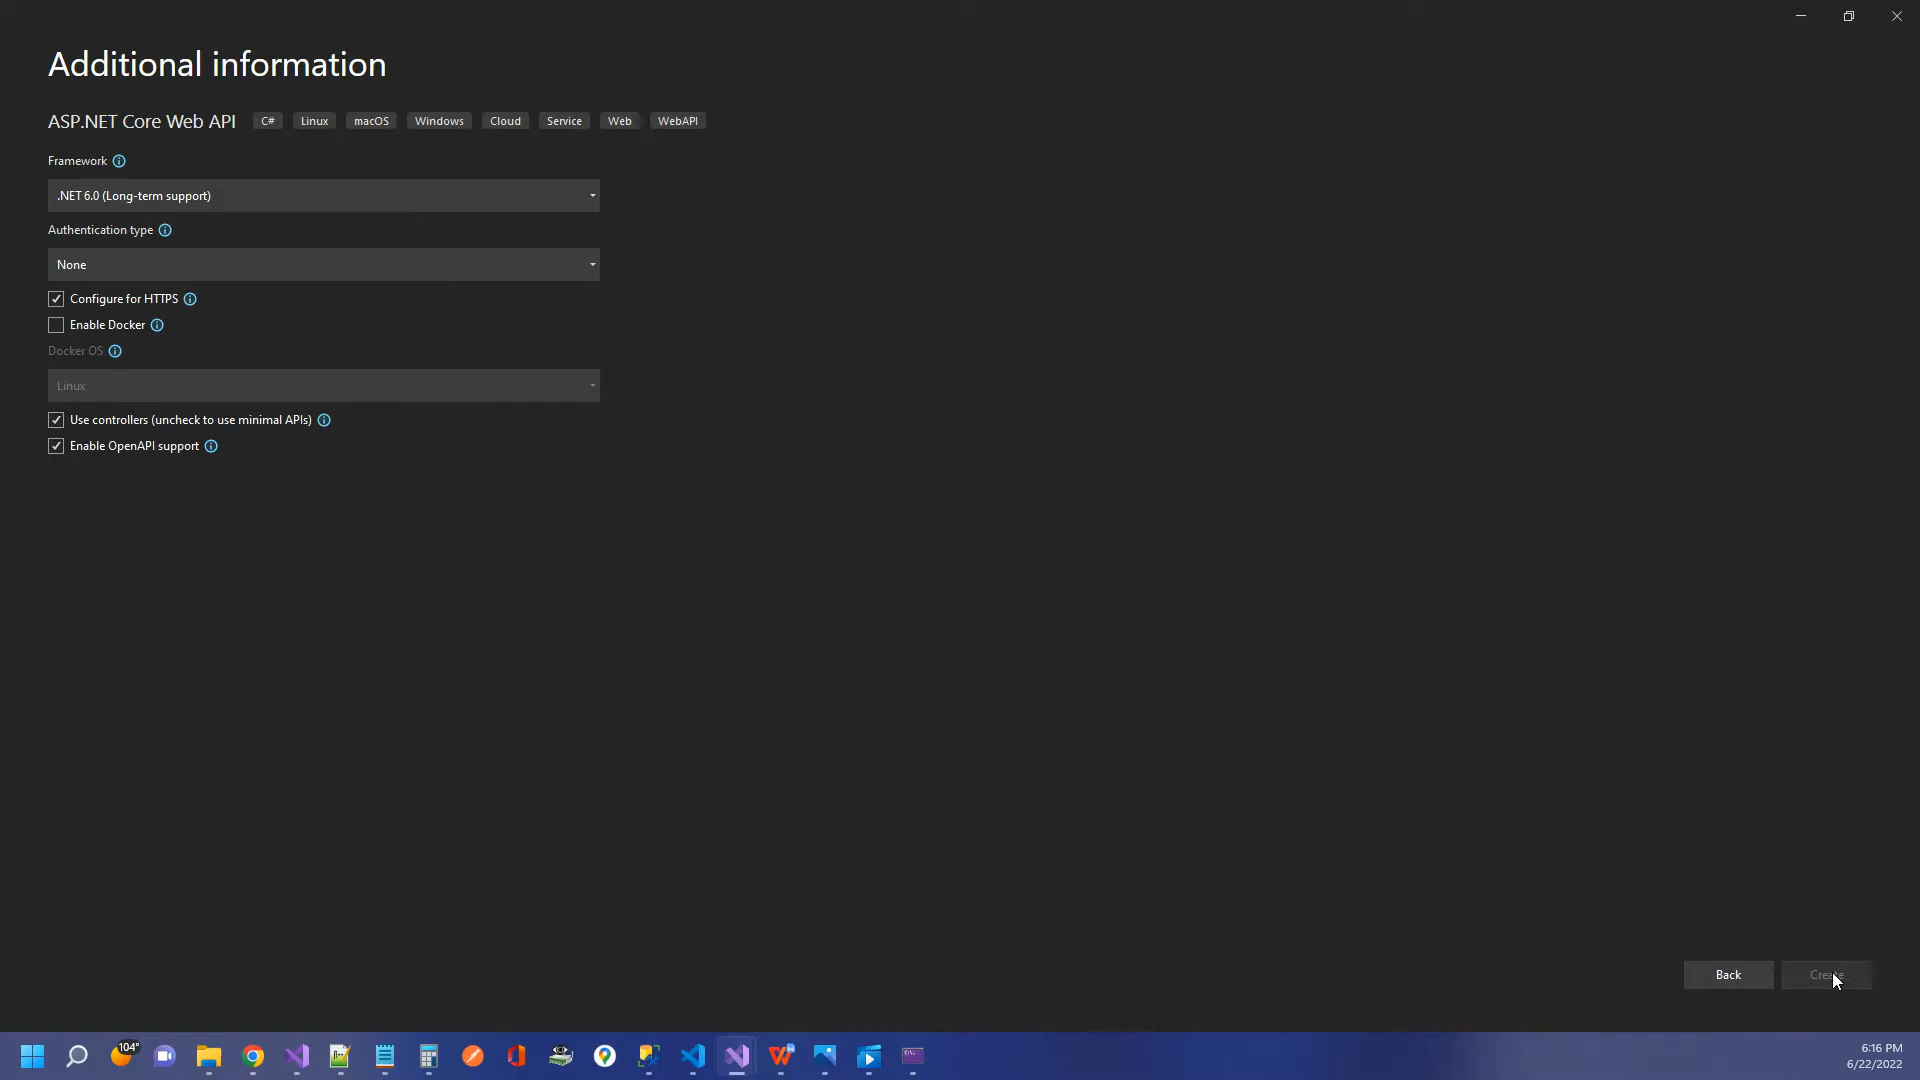 Additional information
ASP.NET Core Web API C# Linux macOS Windows Cloud Service Web WebAPI
Framework
.NET 6.0 (Long-term support)
Authentication type
None
Configure for HTTPS
Enable Docker
Docker OS
Linux
Use controllers (uncheck to use minimal APIs)
Enable OpenAPI support
Back Create
104°
6:16 PM
6/22/2022